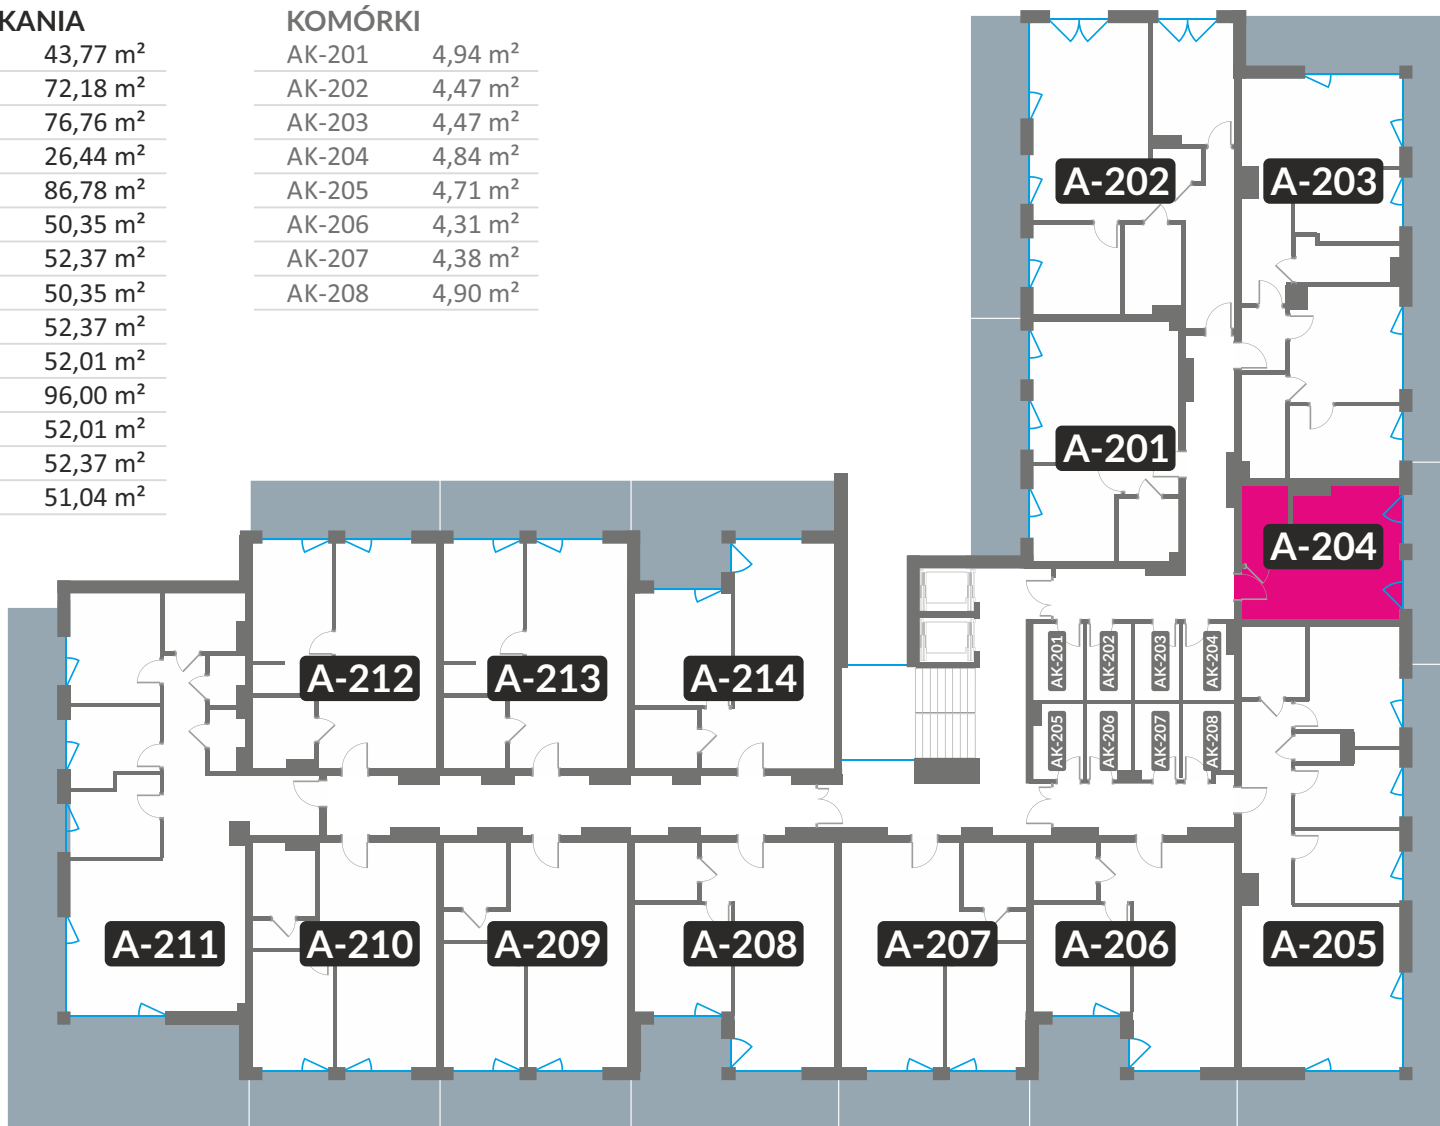 KANIA
43,77 m²
72,18 m²
76,76 m²
26,44 m²
86,78 m²
50,35 m²
52,37 m²
50,35 m²
52,37 m²
52,01 m²
96,00 m²
52,01 m²
52,37 m²
51,04 m²
KOMÓRKI
AK-201 4,94 m²
AK-202 4,47 m²
AK-203 4,47 m²
AK-204 4,84 m²
AK-205 4,71 m²
AK-206 4,31 m²
AK-207 4,38 m²
AK-208 4,90 m²
A-202
A-203
A-201
A-204
AK-201
AK-202
AK-203
AK-204
A-212
A-213
A-214
AK-205
AK-206
AK-207
AK-208
A-211
A-210
A-209
A-208
A-207
A-206
A-205